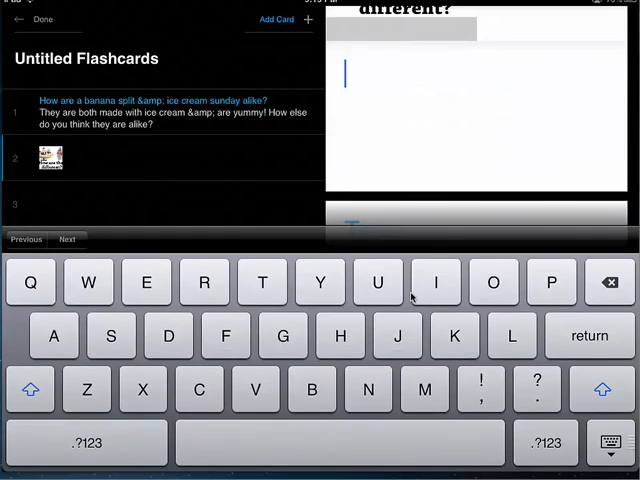 Done
Add Card +
different?
Untitled Flashcards
1
How are a banana split &amp; ice cream sunday alike?
They are both made with ice cream &amp; are yummy! How else
do you think they are alike?
2
3
Previous Next
Q W E R T Y U I O P
A S D F G H J K L return
Z X C V B N M ! , ? .
.?123 .?123